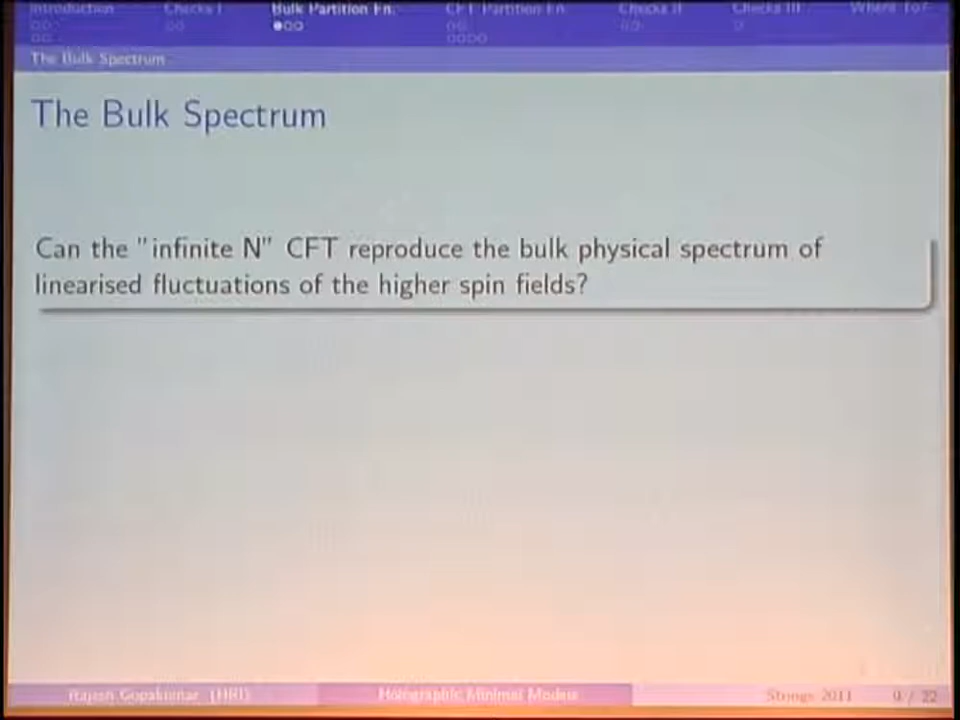 Introduction Checks I Bulk Partition Fn. CFT Partition Fn. Checks II Checks III Where To?
The Bulk Spectrum
The Bulk Spectrum
Can the "infinite N" CFT reproduce the bulk physical spectrum of
linearised fluctuations of the higher spin fields?
Rajesh Gopakumar (HRI) Holographic Minimal Models Strings 2011 9 / 22